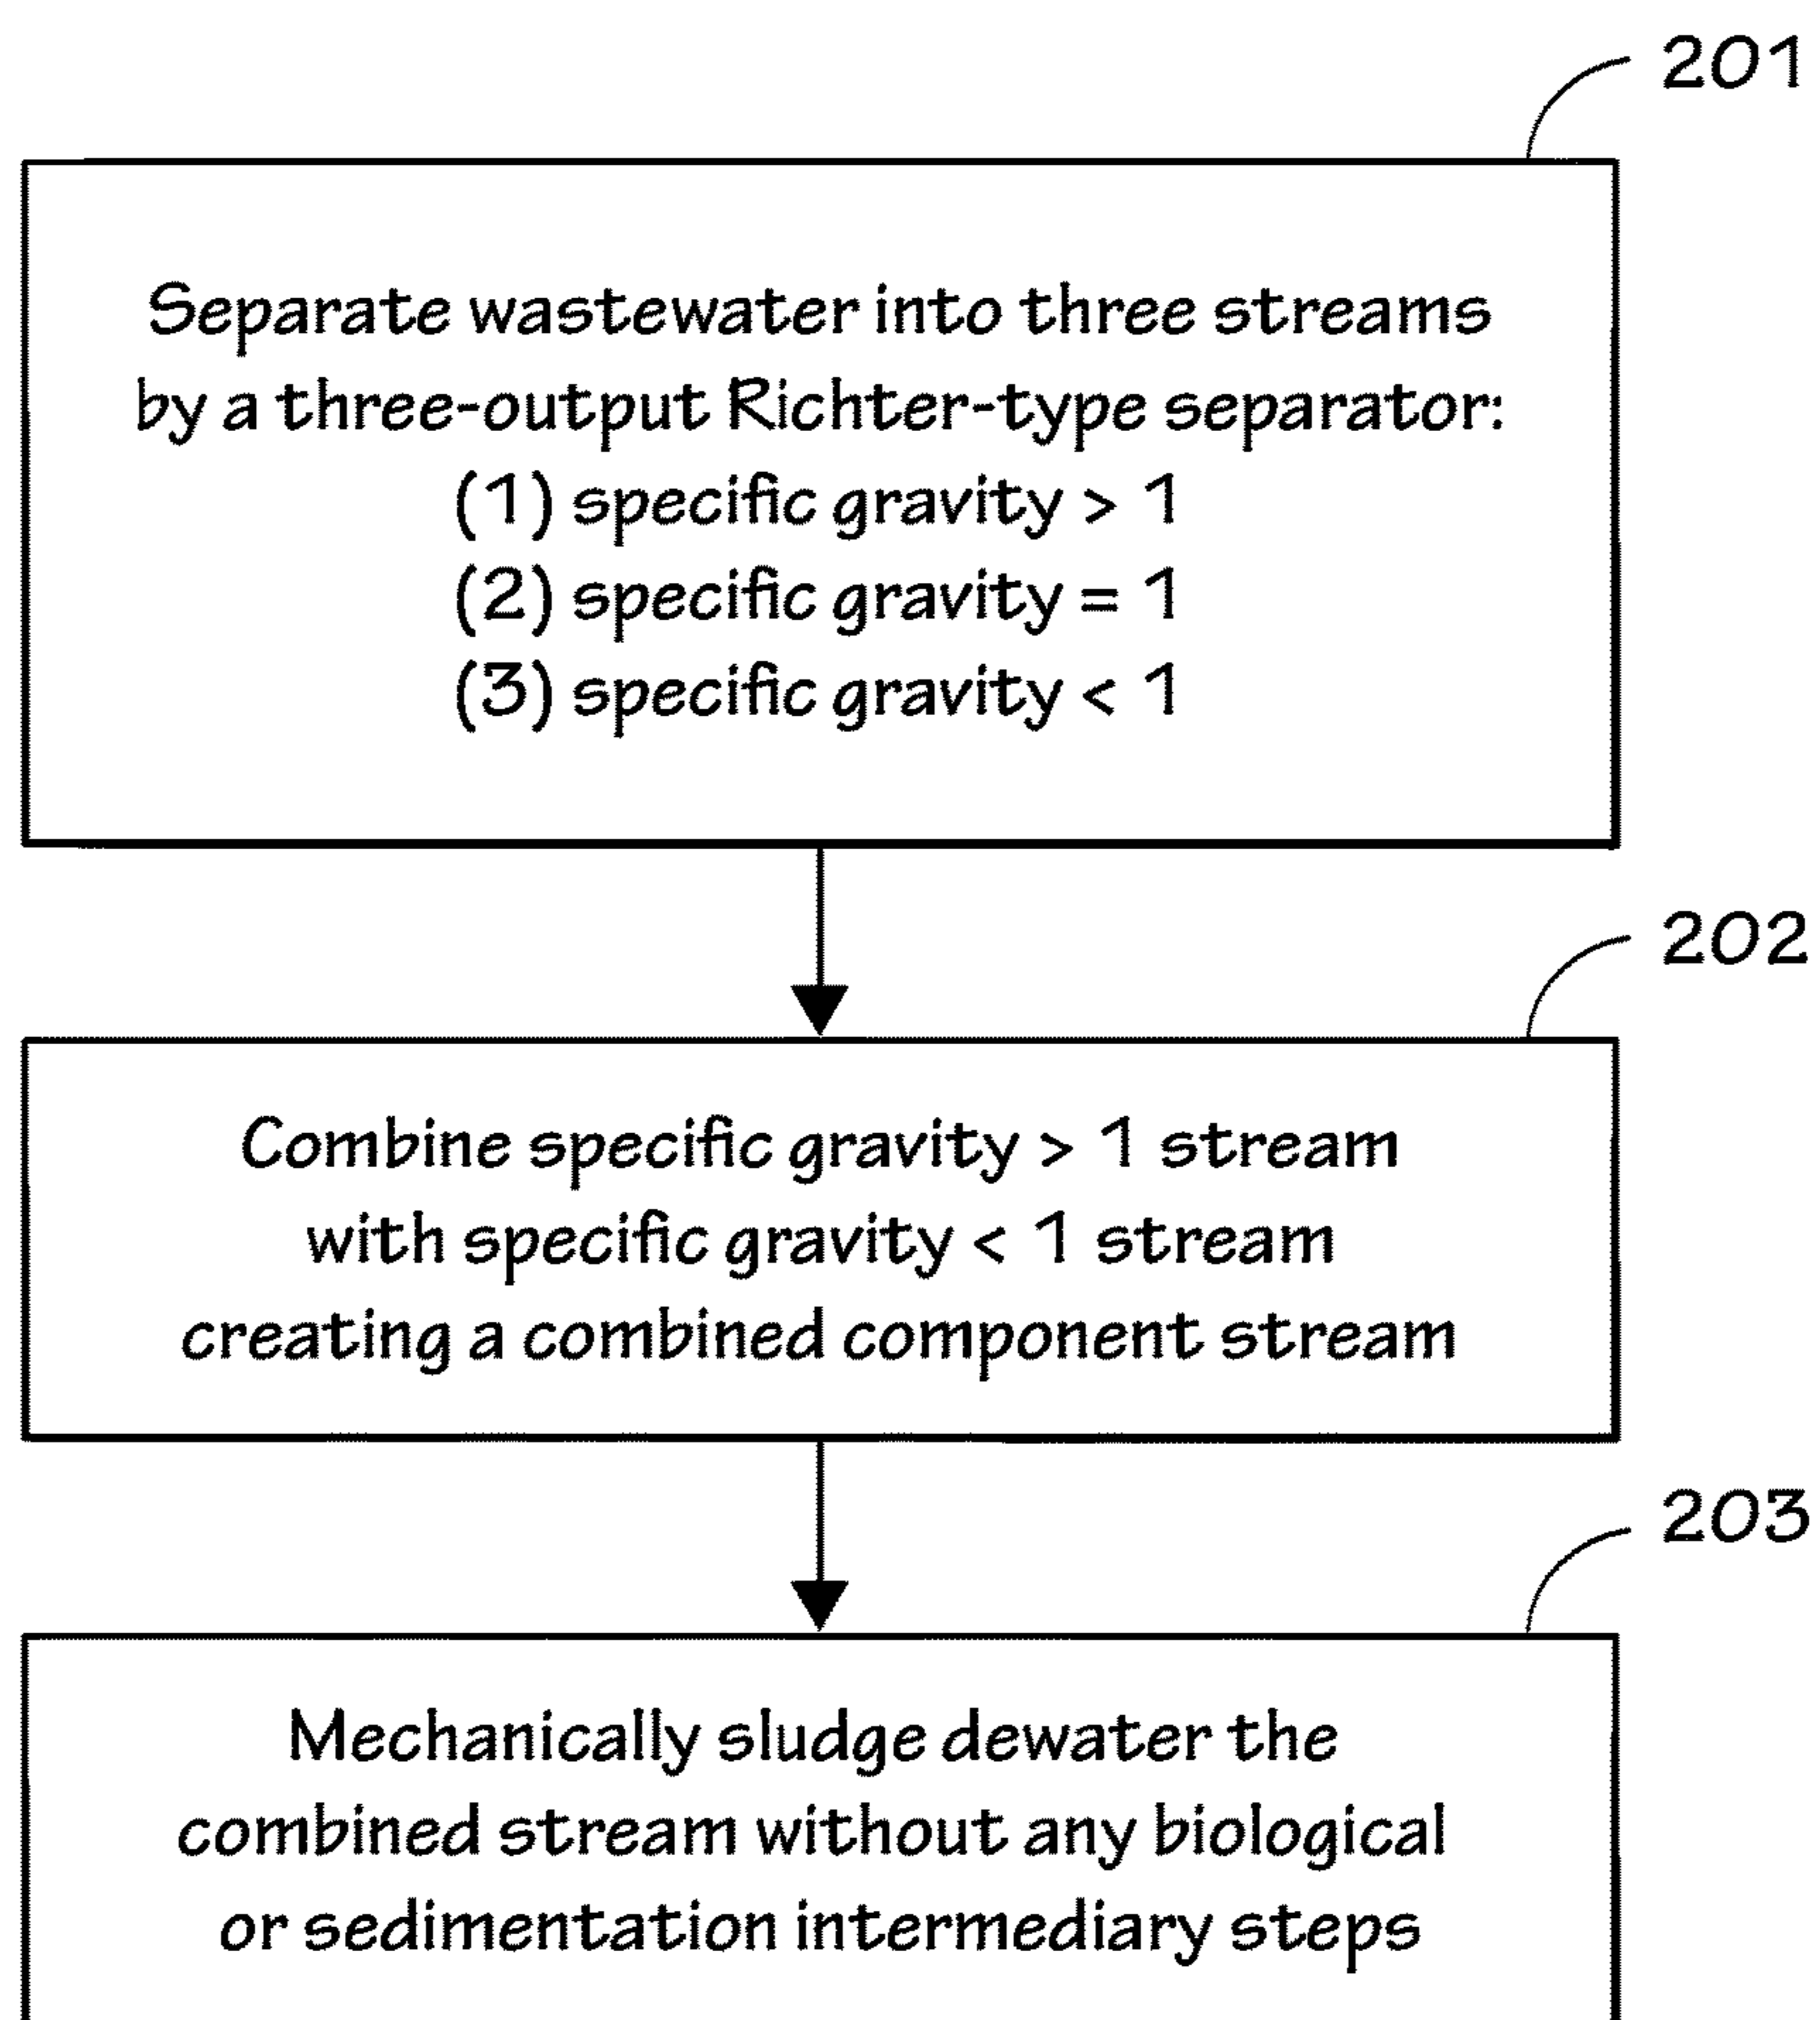 201
Separate wastewater into three streams
by a three-output Richter-type separator:
(1) specific gravity > 1
(2) specific gravity = 1
(3) specific gravity < 1
202
Combine specific gravity > 1 stream
with specific gravity < 1 stream
creating a combined component stream
203
Mechanically sludge dewater the
combined stream without any biological
or sedimentation intermediary steps